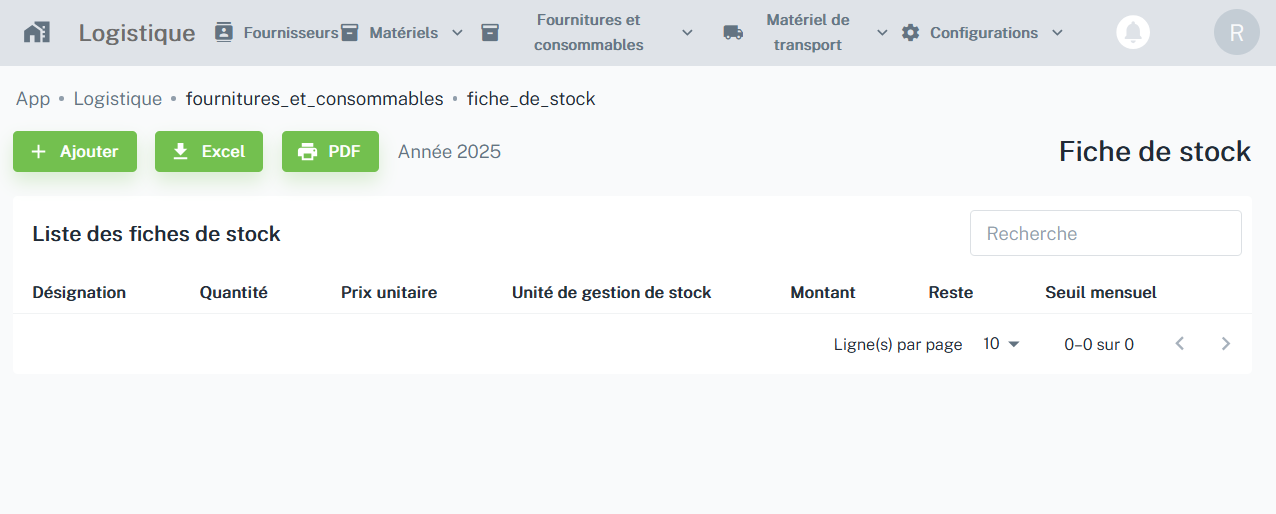 Logistique
Fournisseurs
Matériels
Fournitures et
consommables
Matériel de
transport
Configurations
R
App • Logistique • fournitures_et_consommables • fiche_de_stock
Ajouter
Excel
PDF
Année 2025
Fiche de stock
Liste des fiches de stock
Recherche
Désignation Quantité Prix unitaire Unité de gestion de stock Montant Reste Seuil mensuel
Ligne(s) par page 10 0–0 sur 0